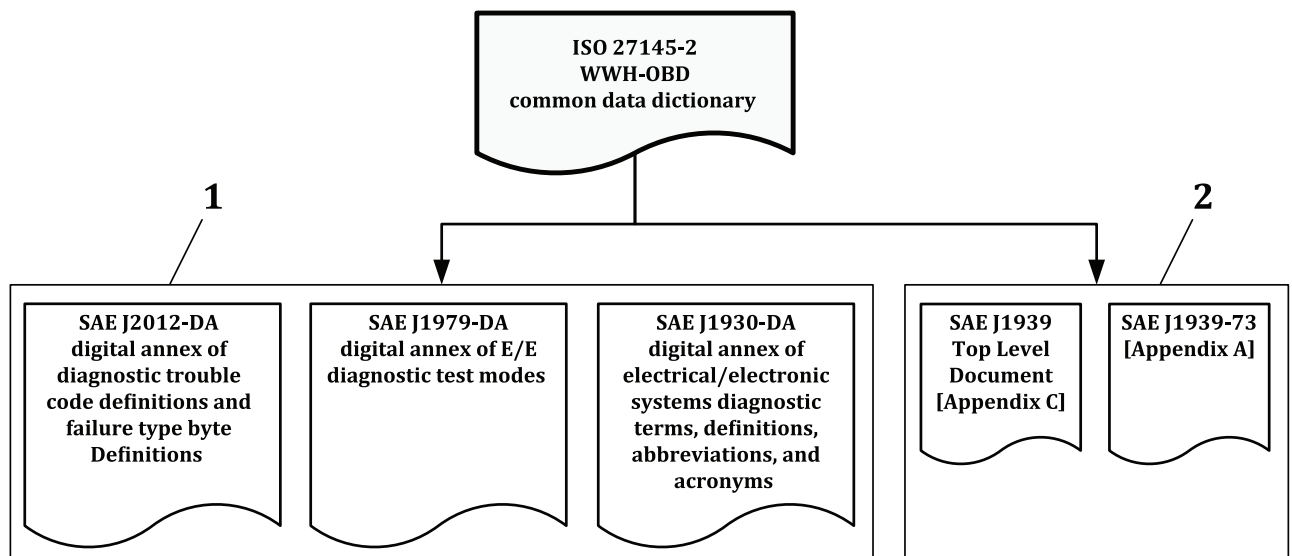 ISO 27145-2
WWH-OBD
common data dictionary
1
2
SAE J2012-DA
digital annex of
diagnostic trouble
code definitions and
failure type byte
Definitions
SAE J1979-DA
digital annex of E/E
diagnostic test modes
SAE J1930-DA
digital annex of
electrical/electronic
systems diagnostic
terms, definitions,
abbreviations, and
acronyms
SAE J1939
Top Level
Document
[Appendix C]
SAE J1939-73
[Appendix A]